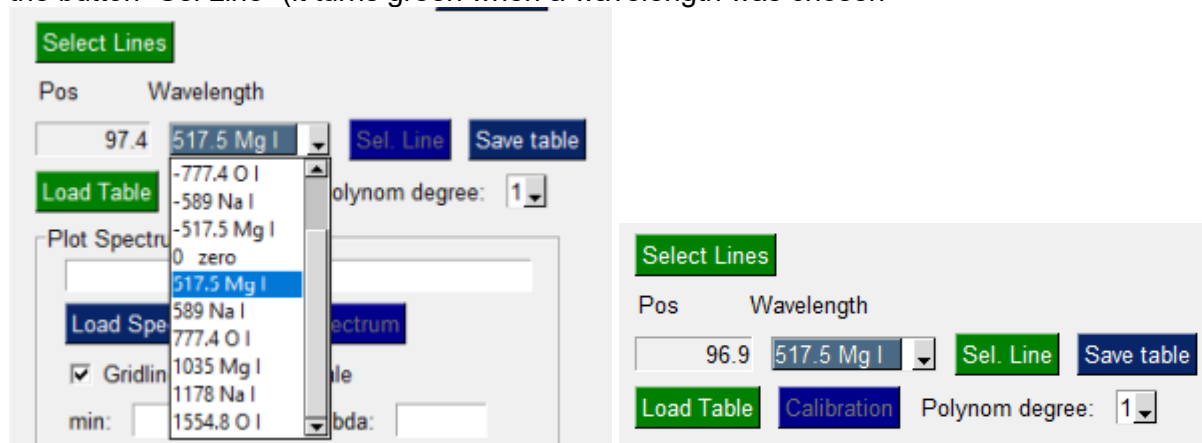 the button "Sel Line" (it turns green when a wavelength was chosen
Select Lines
Pos Wavelength
97.4 517.5 Mg I Sel. Line Save table
-777.4 O I
Load Table olynom degree: 1
-589 Na I
-517.5 Mg I
Plot Spectru
0 zero
517.5 Mg I
589 Na I
Load Spe ectrum
777.4 O I
Gridlin 1035 Mg I le
1178 Na I
min: 1554.8 O I bda:
Select Lines
Pos Wavelength
96.9 517.5 Mg I Sel. Line Save table
Load Table Calibration Polynom degree: 1